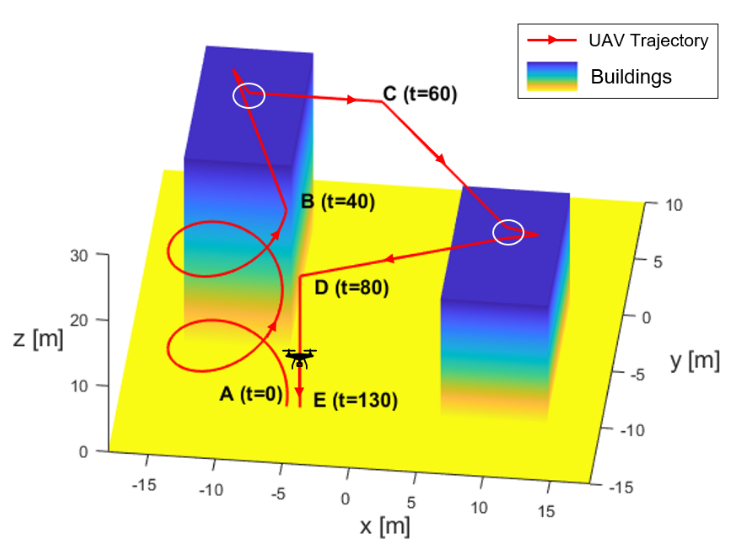 UAV Trajectory
Buildings
C (t=60)
B (t=40)
D (t=80)
A (t=0)
E (t=130)
z [m]
30
20
10
0
x [m]
-15
-10
-5
0
5
10
15
y [m]
10
5
0
-5
-10
-15